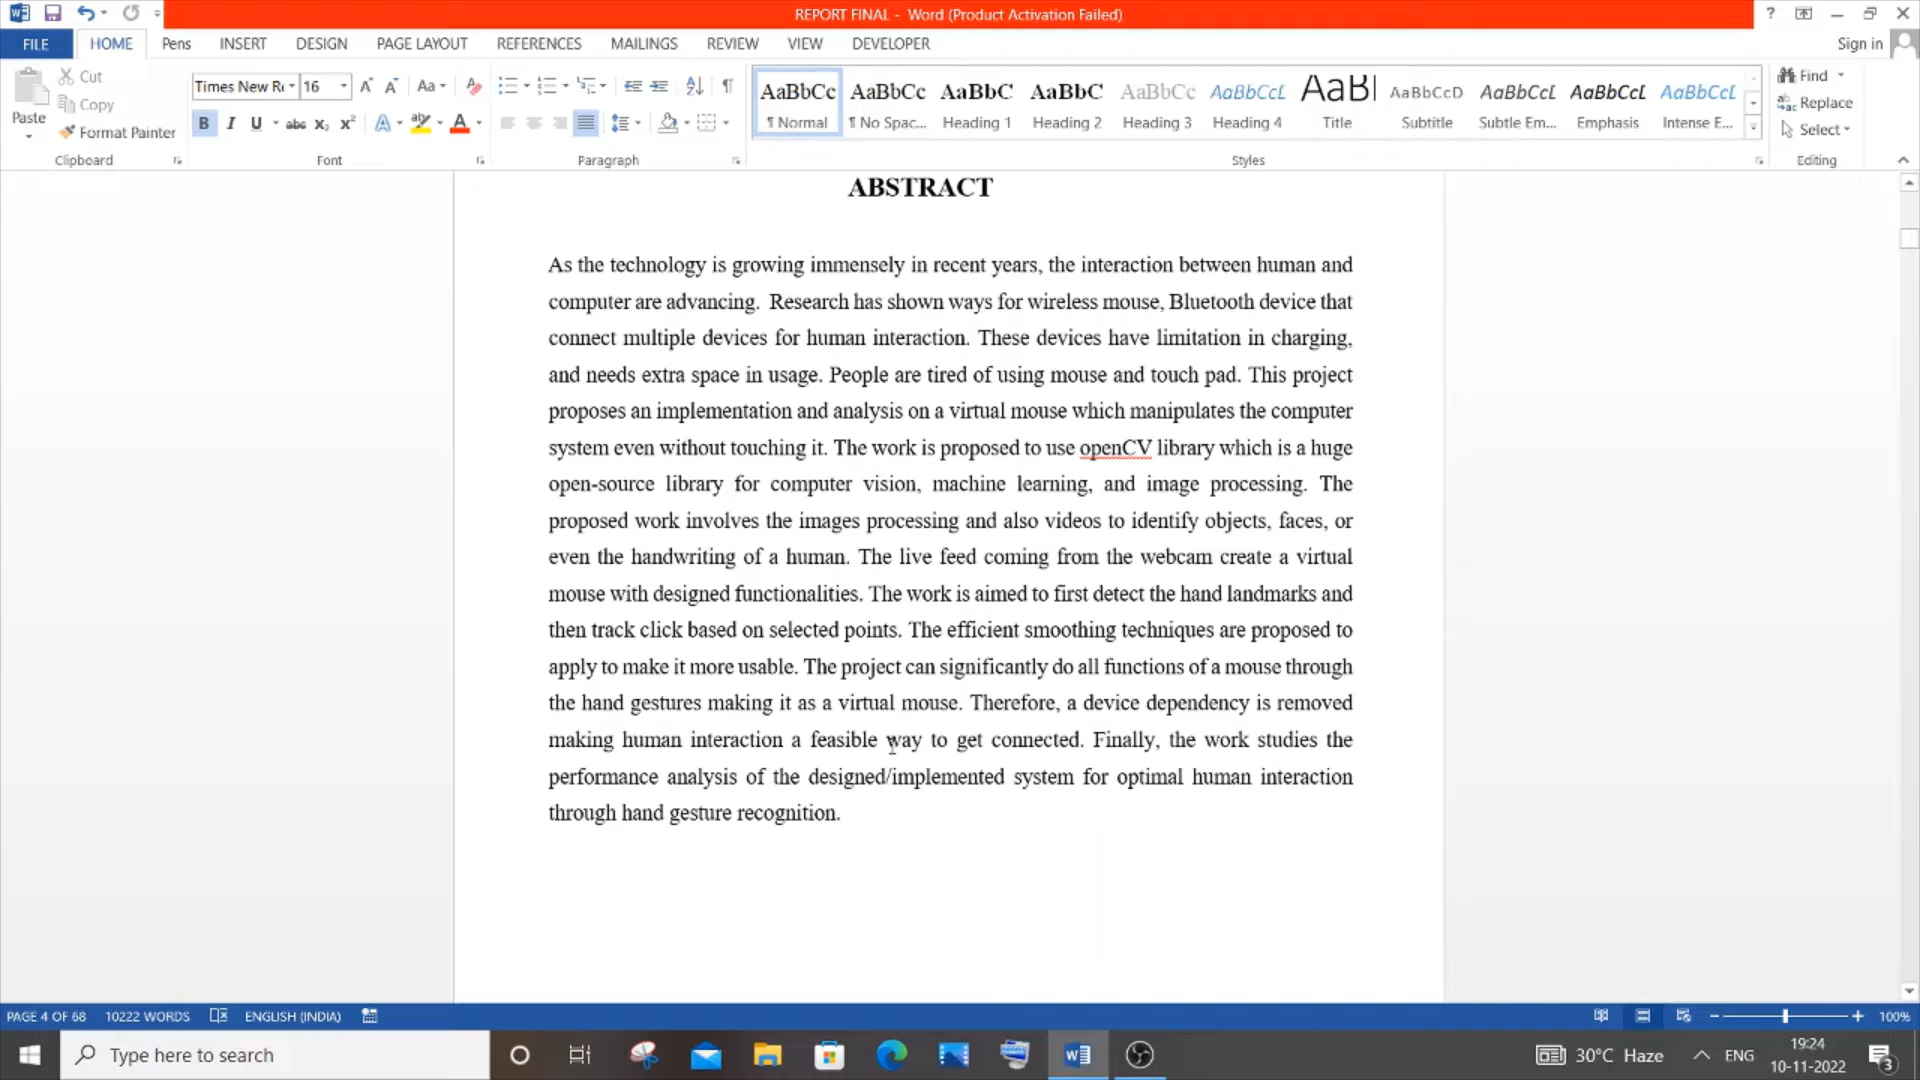 REPORT FINAL - Word (Product Activation Failed)
FILE HOME Pens INSERT DESIGN PAGE LAYOUT REFERENCES MAILINGS REVIEW VIEW DEVELOPER Sign in
Paste Cut Copy Format Painter
Times New R 16
AaBbCc AaBbCc AaBbC AaBbC AaBbCc AaBbCcL AaBl AaBbCcD AaBbCcL AaBbCcL AaBbCcL
¶ Normal ¶ No Spac... Heading 1 Heading 2 Heading 3 Heading 4 Title Subtitle Subtle Em... Emphasis Intense E...
Find
Replace
Select
Clipboard Font Paragraph Styles Editing
ABSTRACT
As the technology is growing immensely in recent years, the interaction between human and
computer are advancing. Research has shown ways for wireless mouse, Bluetooth device that
connect multiple devices for human interaction. These devices have limitation in charging,
and needs extra space in usage. People are tired of using mouse and touch pad. This project
proposes an implementation and analysis on a virtual mouse which manipulates the computer
system even without touching it. The work is proposed to use openCV library which is a huge
open-source library for computer vision, machine learning, and image processing. The
proposed work involves the images processing and also videos to identify objects, faces, or
even the handwriting of a human. The live feed coming from the webcam create a virtual
mouse with designed functionalities. The work is aimed to first detect the hand landmarks and
then track click based on selected points. The efficient smoothing techniques are proposed to
apply to make it more usable. The project can significantly do all functions of a mouse through
the hand gestures making it as a virtual mouse. Therefore, a device dependency is removed
making human interaction a feasible way to get connected. Finally, the work studies the
performance analysis of the designed/implemented system for optimal human interaction
through hand gesture recognition.
PAGE 4 OF 68 10222 WORDS ENGLISH (INDIA) 100%
Type here to search 30°C Haze ENG 19:24
10-11-2022 3